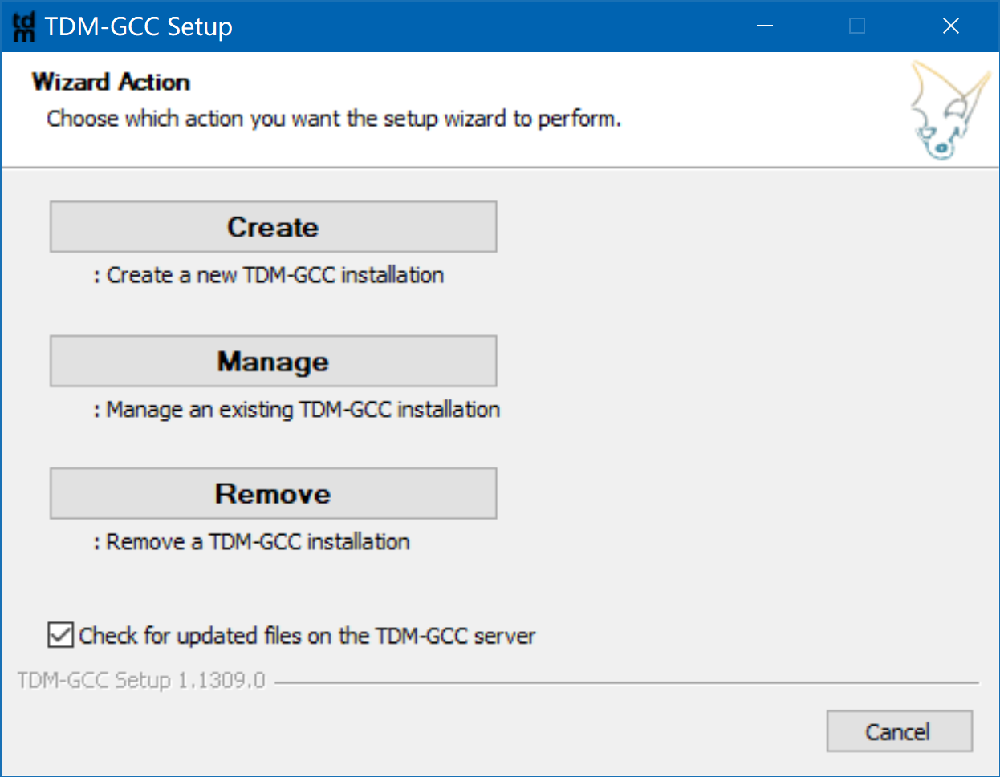 tdm
TDM-GCC Setup
Wizard Action
Choose which action you want the setup wizard to perform.
Create
: Create a new TDM-GCC installation
Manage
: Manage an existing TDM-GCC installation
Remove
: Remove a TDM-GCC installation
Check for updated files on the TDM-GCC server
TDM-GCC Setup 1.1309.0
Cancel